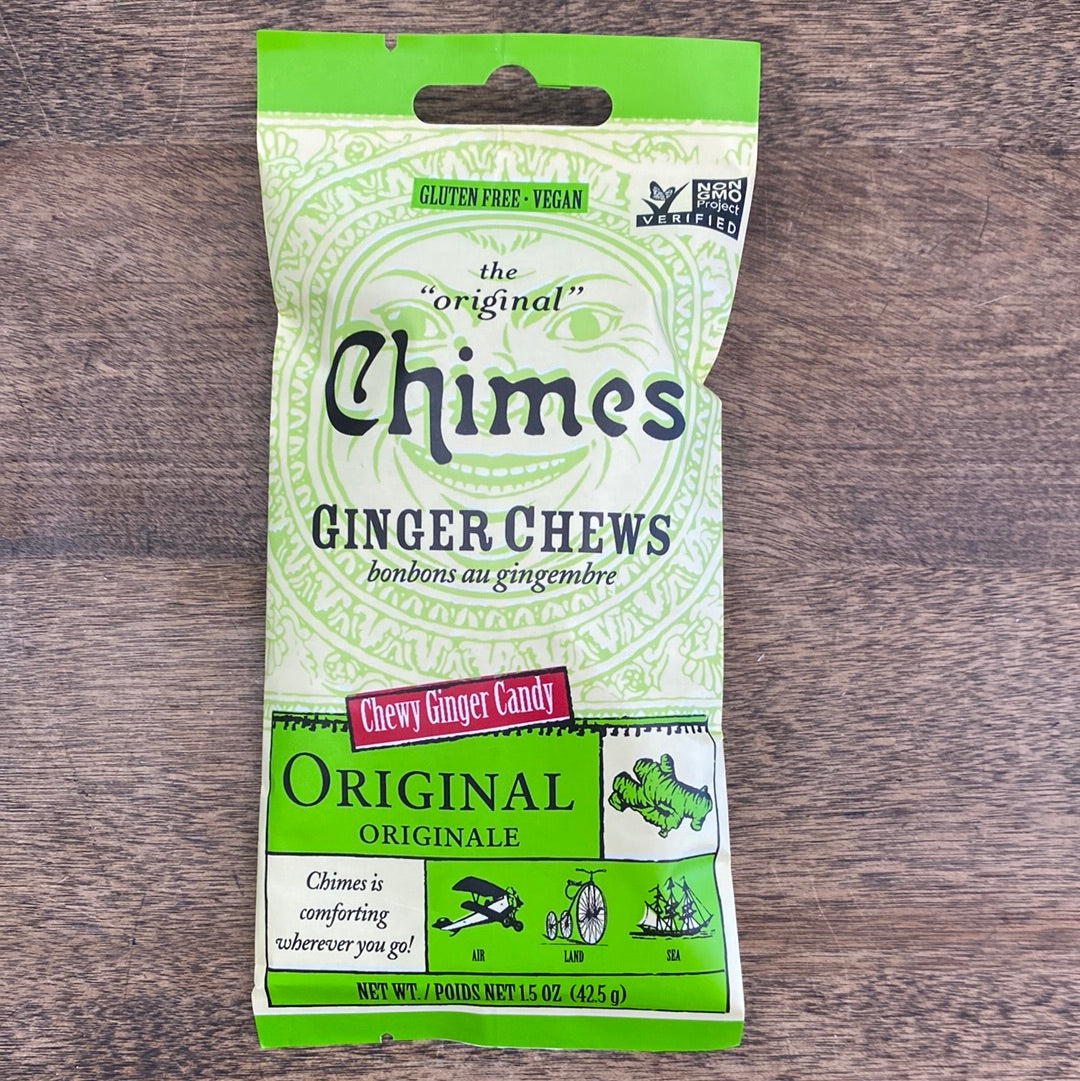 GLUTEN FREE · VEGAN
NON
GMO
Project
VERIFIED
the
“original”
Chimes
GINGER CHEWS
bonbons au gingembre
Chewy Ginger Candy
ORIGINAL
ORIGINALE
Chimes is
comforting
wherever you go!
AIR
LAND
SEA
NET WT. / POIDS NET 1.5 OZ (42.5 g)